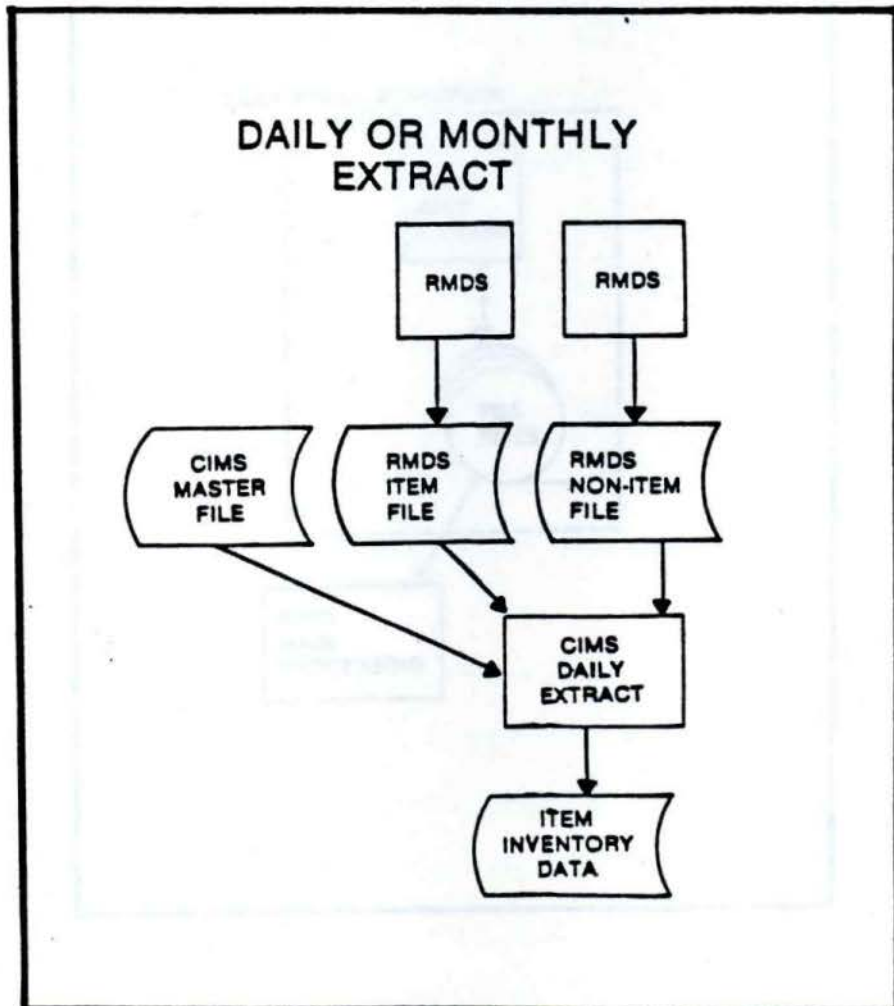 DAILY OR MONTHLY
EXTRACT
RMDS
RMDS
CIMS
MASTER
FILE
RMDS
ITEM
FILE
RMDS
NON-ITEM
FILE
CIMS
DAILY
EXTRACT
ITEM
INVENTORY
DATA